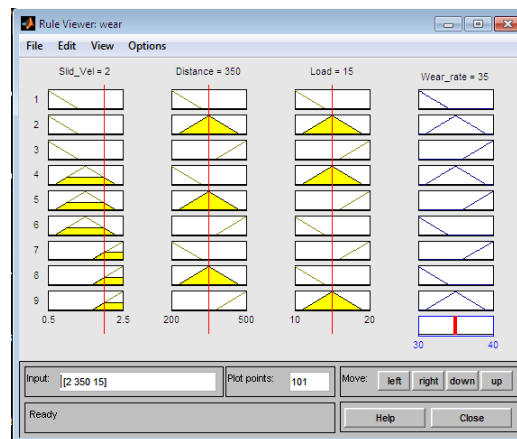 Rule Viewer: wear
File Edit View Options
Slid_Vel = 2 Distance = 350 Load = 15 Wear_rate = 35
1
2
3
4
5
6
7
8
9
0.5 2.5 200 500 10 20
30 40
Input: [2 350 15] Plot points: 101 Move: left right down up
Ready Help Close